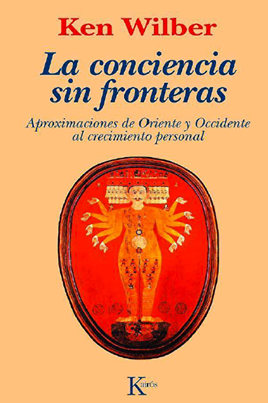 Ken Wilber
La conciencia
sin fronteras
Aproximaciones de Oriente y Occidente
al crecimiento personal
Kairós